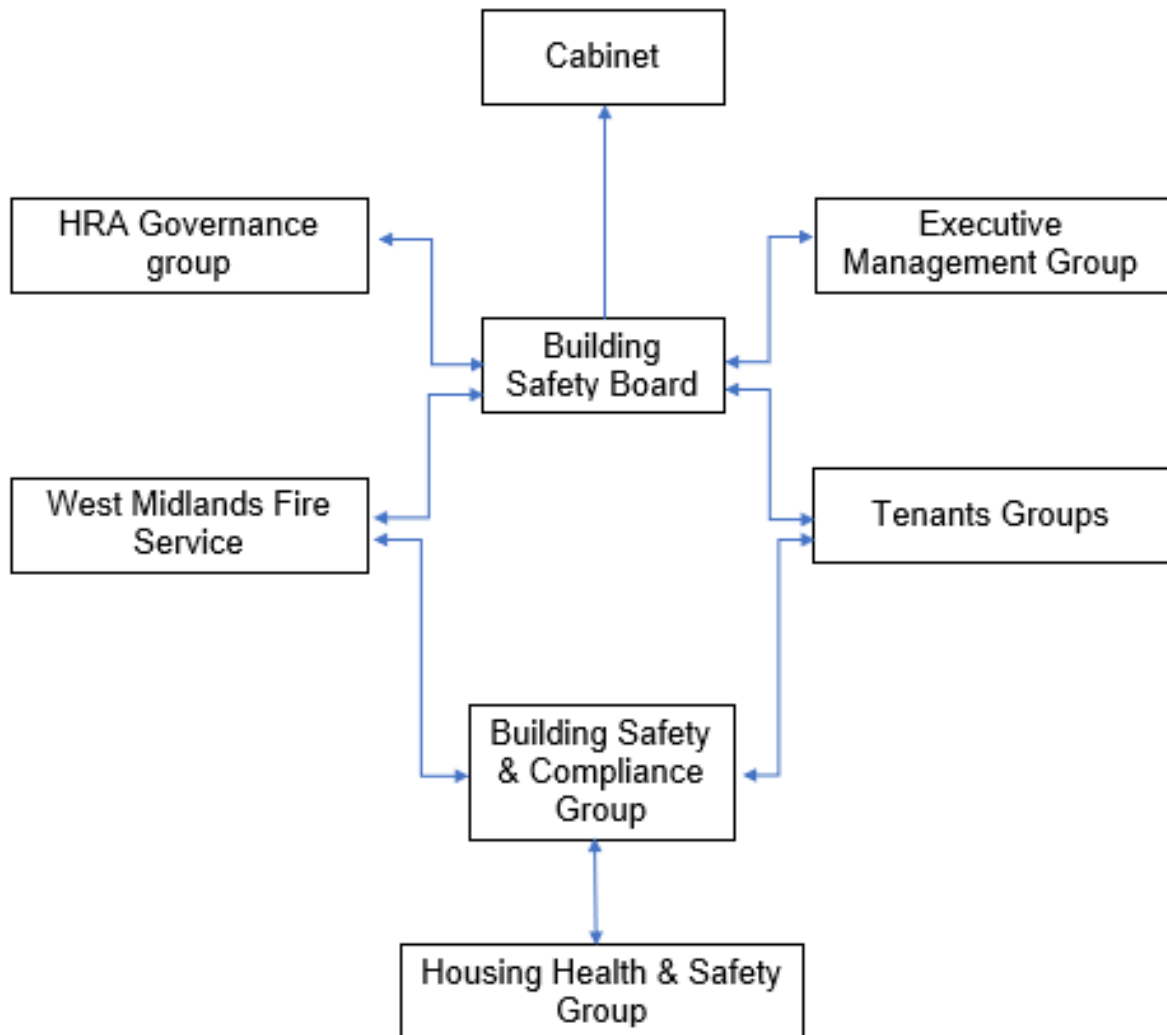 Cabinet
HRA Governance
group
Executive
Management Group
Building
Safety Board
West Midlands Fire
Service
Tenants Groups
Building Safety
& Compliance
Group
Housing Health & Safety
Group